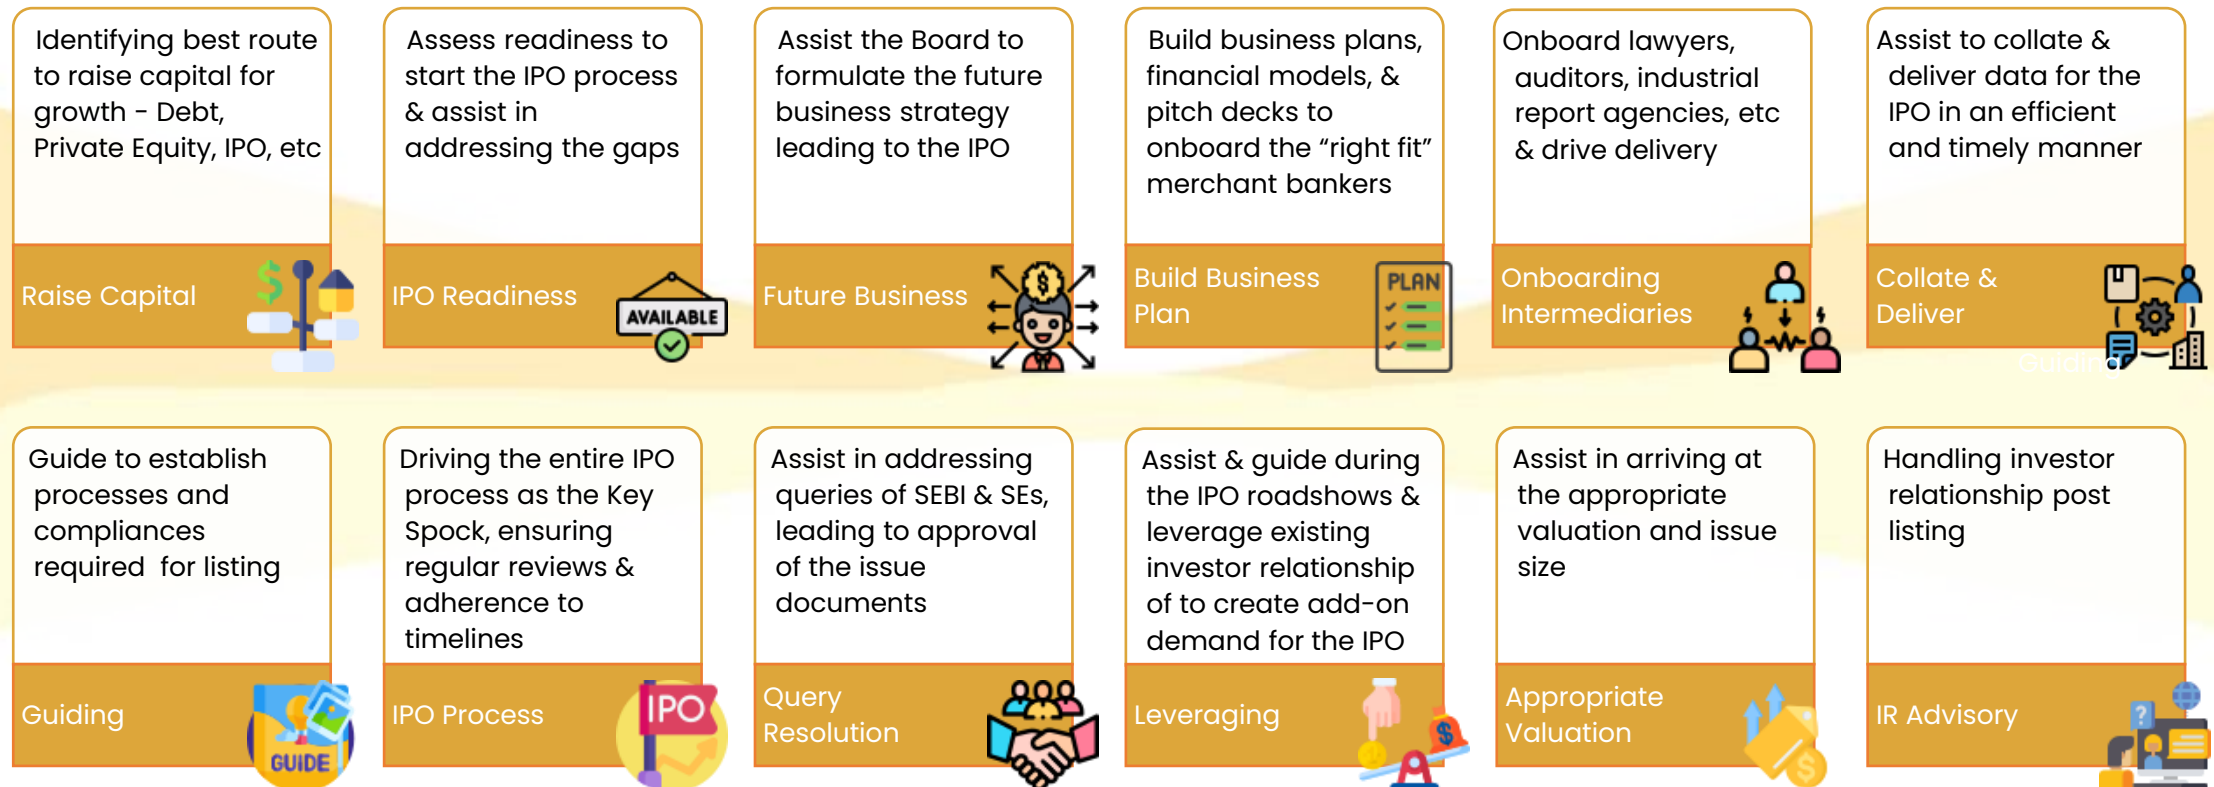 Identifying best route
to raise capital for
growth - Debt,
Private Equity, IPO, etc
Raise Capital
Assess readiness to
start the IPO process
& assist in
addressing the gaps
IPO Readiness
AVAILABLE
Assist the Board to
formulate the future
business strategy
leading to the IPO
Future Business
$
Build business plans,
financial models, &
pitch decks to
onboard the “right fit”
merchant bankers
Build Business
Plan
PLAN
Onboard lawyers,
auditors, industrial
report agencies, etc
& drive delivery
Onboarding
Intermediaries
Assist to collate &
deliver data for the
IPO in an efficient
and timely manner
Collate &
Deliver
Guiding
Guide to establish
processes and
compliances
required  for listing
Guiding
GUIDE
Driving the entire IPO
process as the Key
Spock, ensuring
regular reviews &
adherence to
timelines
IPO Process
IPO
Assist in addressing
queries of SEBI & SEs,
leading to approval
of the issue
documents
Query
Resolution
Assist & guide during
the IPO roadshows &
leverage existing
investor relationship
of to create add-on
demand for the IPO
Leveraging
$
Assist in arriving at
the appropriate
valuation and issue
size
Appropriate
Valuation
$
Handling investor
relationship post
listing
IR Advisory
?